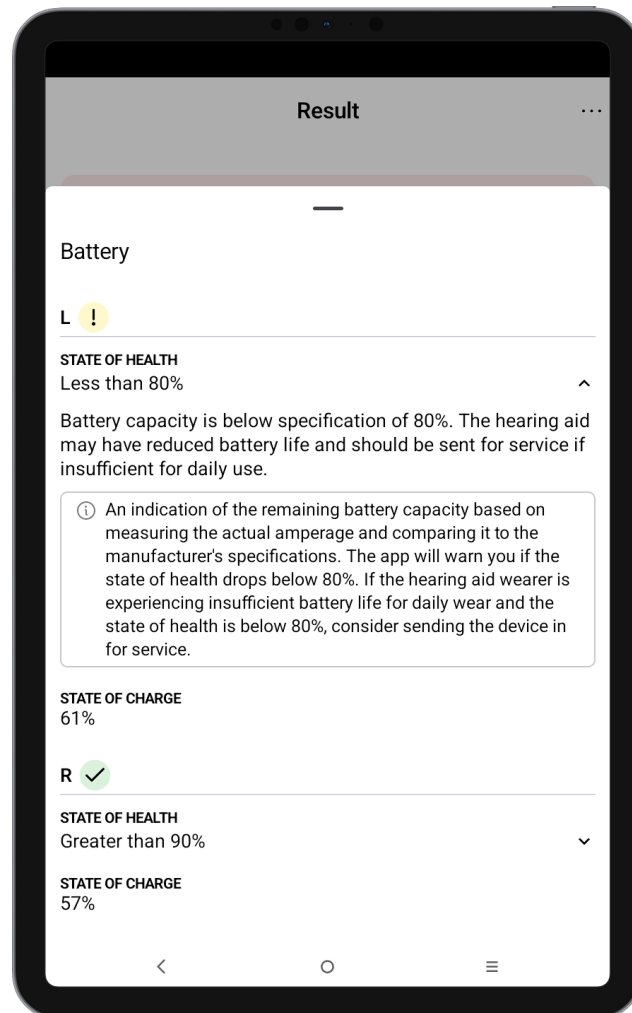 Result
Battery
L
STATE OF HEALTH
Less than 80%
Battery capacity is below specification of 80%. The hearing aid
may have reduced battery life and should be sent for service if
insufficient for daily use.
An indication of the remaining battery capacity based on
measuring the actual amperage and comparing it to the
manufacturer's specifications. The app will warn you if the
state of health drops below 80%. If the hearing aid wearer is
experiencing insufficient battery life for daily wear and the
state of health is below 80%, consider sending the device in
for service.
STATE OF CHARGE
61%
R
STATE OF HEALTH
Greater than 90%
STATE OF CHARGE
57%